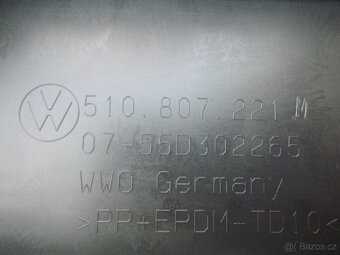 510.807.221 M
07-55D302265
WWO Germany
>PP+EPDM-TD10<
Bazos.cz